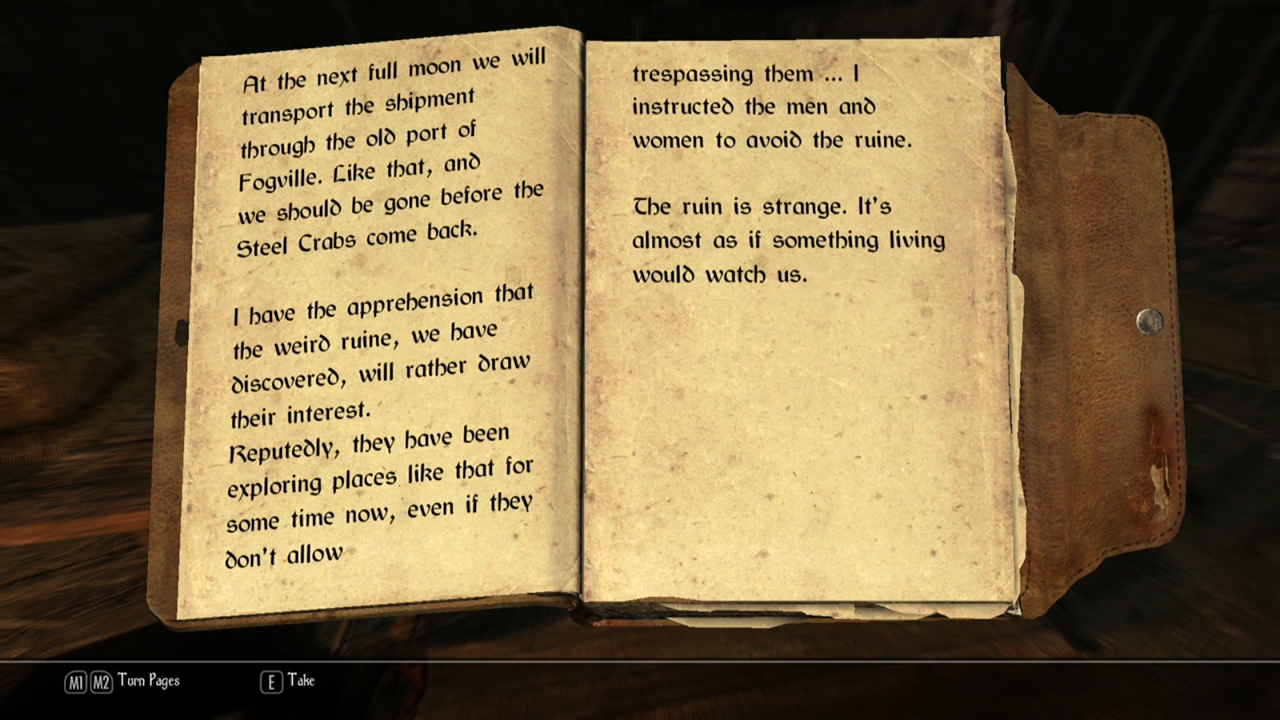 At the next full moon we will
transport the shipment
through the old port of
Fogville. Like that, and
we should be gone before the
Steel Crabs come back.
I have the apprehension that
the weird ruine, we have
discovered, will rather draw
their interest.
Reputedly, they have been
exploring places like that for
some time now, even if they
don't allow
trespassing them ... I
instructed the men and
women to avoid the ruine.
The ruin is strange. It's
almost as if something living
would watch us.
M1 M2 Turn Pages
E Take